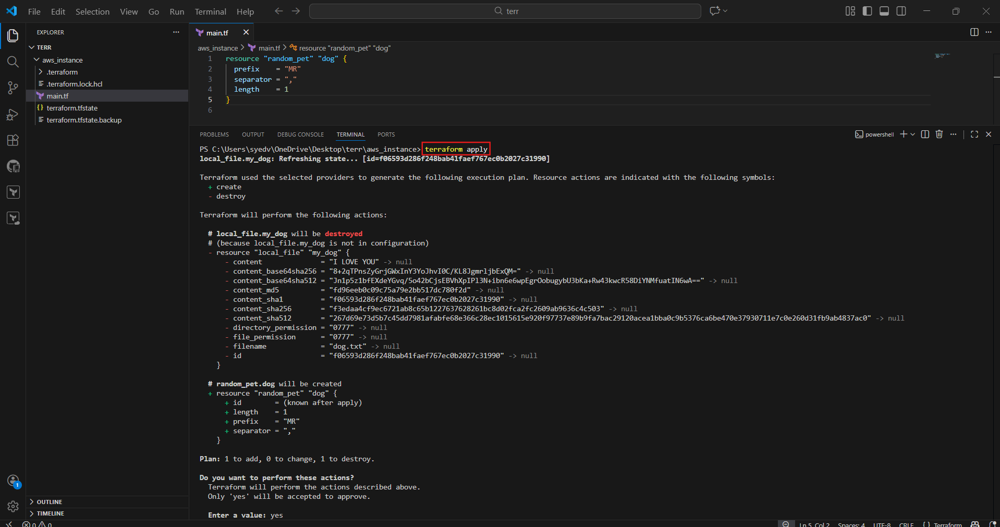 File Edit Selection View Go Run Terminal Help
terr
EXPLORER
TERR
aws_instance
.terraform
.terraform.lock.hcl
main.tf
terraform.tfstate
terraform.tfstate.backup
OUTLINE
TIMELINE
1
main.tf
aws_instance > main.tf > resource "random_pet" "dog"
1 resource "random_pet" "dog" {
2 prefix = "MR"
3 separator = ","
4 length = 1
5 }
6
PROBLEMS OUTPUT DEBUG CONSOLE TERMINAL PORTS
powershell
PS C:\Users\syedv\OneDrive\Desktop\terr\aws_instance> terraform apply
local_file.my_dog: Refreshing state... [id=f06593d286f248bab41faef767ec0b2027c31990]
Terraform used the selected providers to generate the following execution plan. Resource actions are indicated with the following symbols:
+ create
- destroy
Terraform will perform the following actions:
# local_file.my_dog will be destroyed
# (because local_file.my_dog is not in configuration)
- resource "local_file" "my_dog" {
- content = "I LOVE YOU" -> null
- content_base64sha256 = "8+2qTPnsZyGrjGWxInY3YoJhvI0C/KL8JgmrljbExQM=" -> null
- content_base64sha512 = "Jn1p5z1bfEXdeYGvq/5o42bCjsEBVhXpIPl3N+ibn6e6wpEgrOobugybU3bKa+Rw43kwcR58DiYNMfuatIN6wA==" -> null
- content_md5 = "fd96eeb0c09c75a79e2bb517dc780f2d" -> null
- content_sha1 = "f06593d286f248bab41faef767ec0b2027c31990" -> null
- content_sha256 = "f3edaa4cf9ec6721ab8c65b1227637628261bc8d02fca2fc2609ab9636c4c503" -> null
- content_sha512 = "267d69e73d5b7c45dd7981afabfe68e366c28ec1015615e920f97737e89b9fa7bac29120acea1bba0c9b5376ca6be470e37930711e7c0e260d31fb9ab4837ac0" -> null
- directory_permission = "0777" -> null
- file_permission = "0777" -> null
- filename = "dog.txt" -> null
- id = "f06593d286f248bab41faef767ec0b2027c31990" -> null
}
# random_pet.dog will be created
+ resource "random_pet" "dog" {
+ id = (known after apply)
+ length = 1
+ prefix = "MR"
+ separator = ","
}
Plan: 1 to add, 0 to change, 1 to destroy.
Do you want to perform these actions?
Terraform will perform the actions described above.
Only 'yes' will be accepted to approve.
Enter a value: yes
0 0 Ln 5, Col 2 Spaces: 4 UTF-8 CRLF {} Terraform